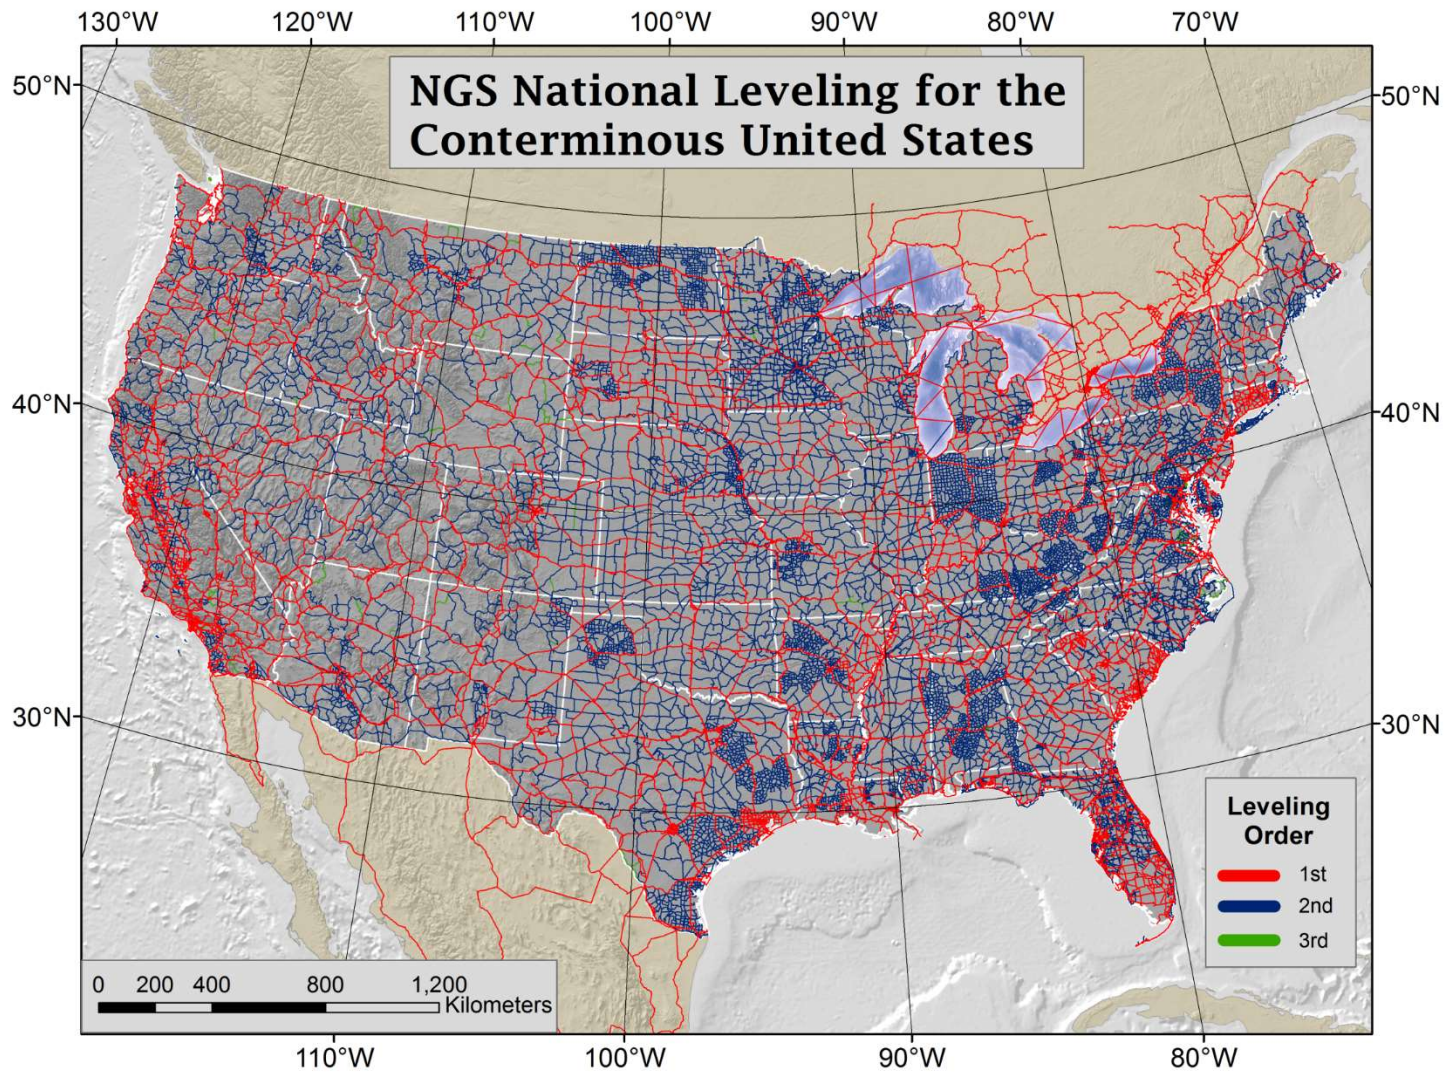 130°W 120°W 110°W 100°W 90°W 80°W 70°W
NGS National Leveling for the
Conterminous United States
50°N 50°N
40°N 40°N
30°N 30°N
Leveling
Order
1st
2nd
3rd
0 200 400 800 1,200
Kilometers
110°W 100°W 90°W 80°W